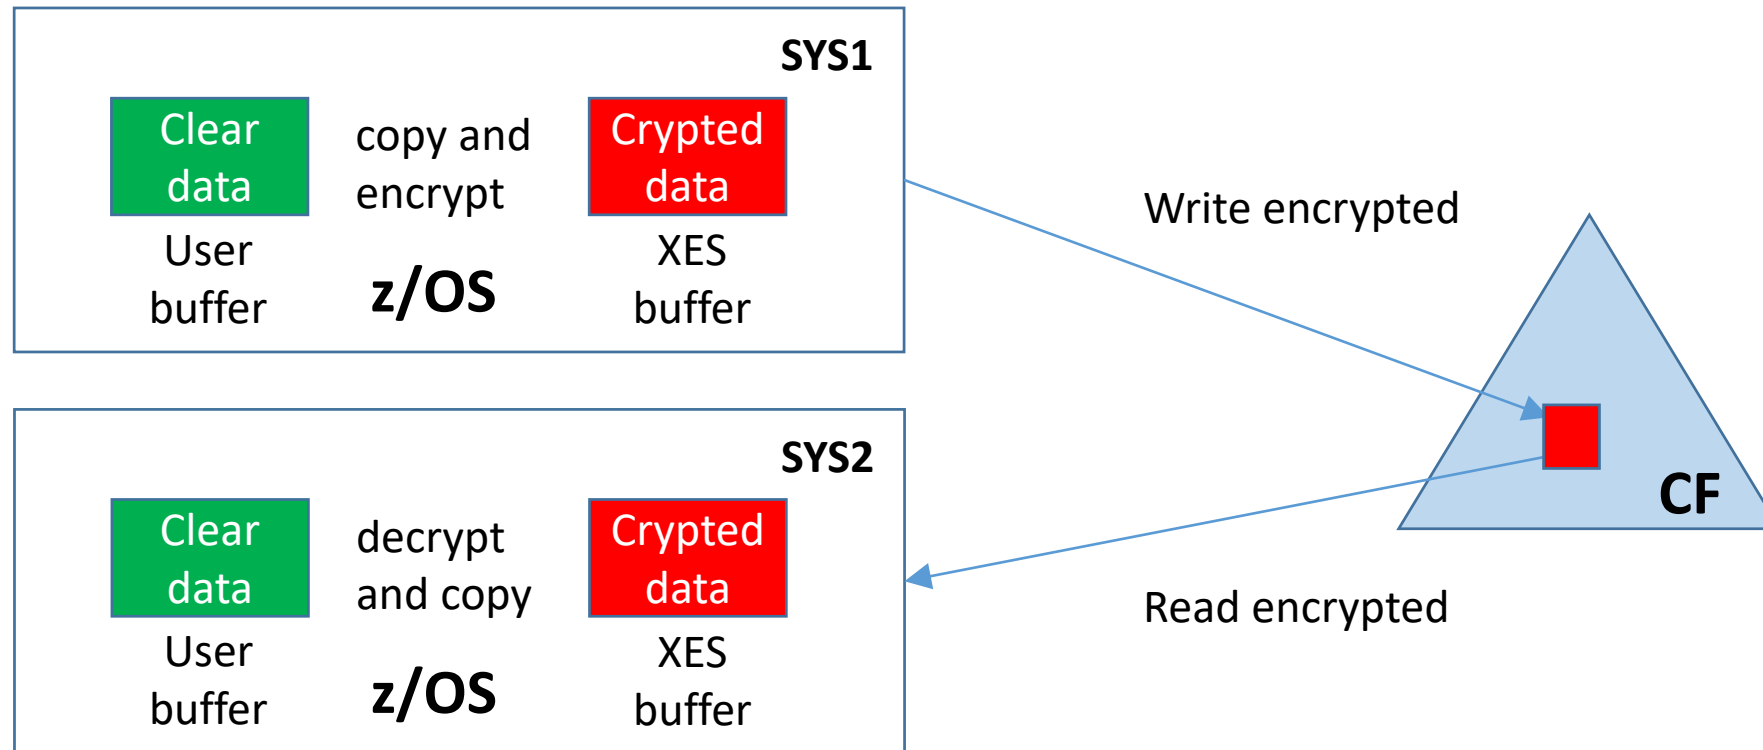 SYS1
Clear
data
copy and
encrypt
Crypted
data
User
buffer
z/OS
XES
buffer
Write encrypted
SYS2
Clear
data
decrypt
and copy
Crypted
data
User
buffer
z/OS
XES
buffer
CF
Read encrypted